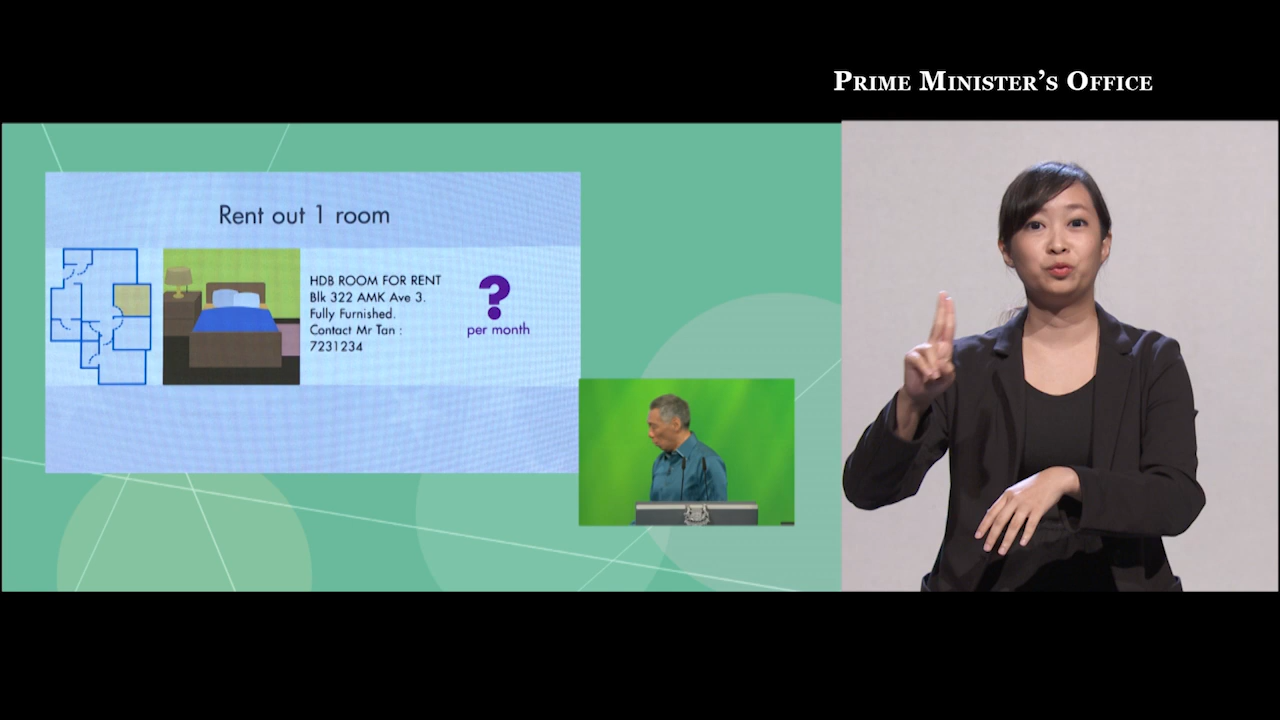 PRIME MINISTER'S OFFICE
Rent out 1 room
HDB ROOM FOR RENT
Blk 322 AMK Ave 3.
Fully Furnished.
Contact Mr Tan :
7231234
?
per month